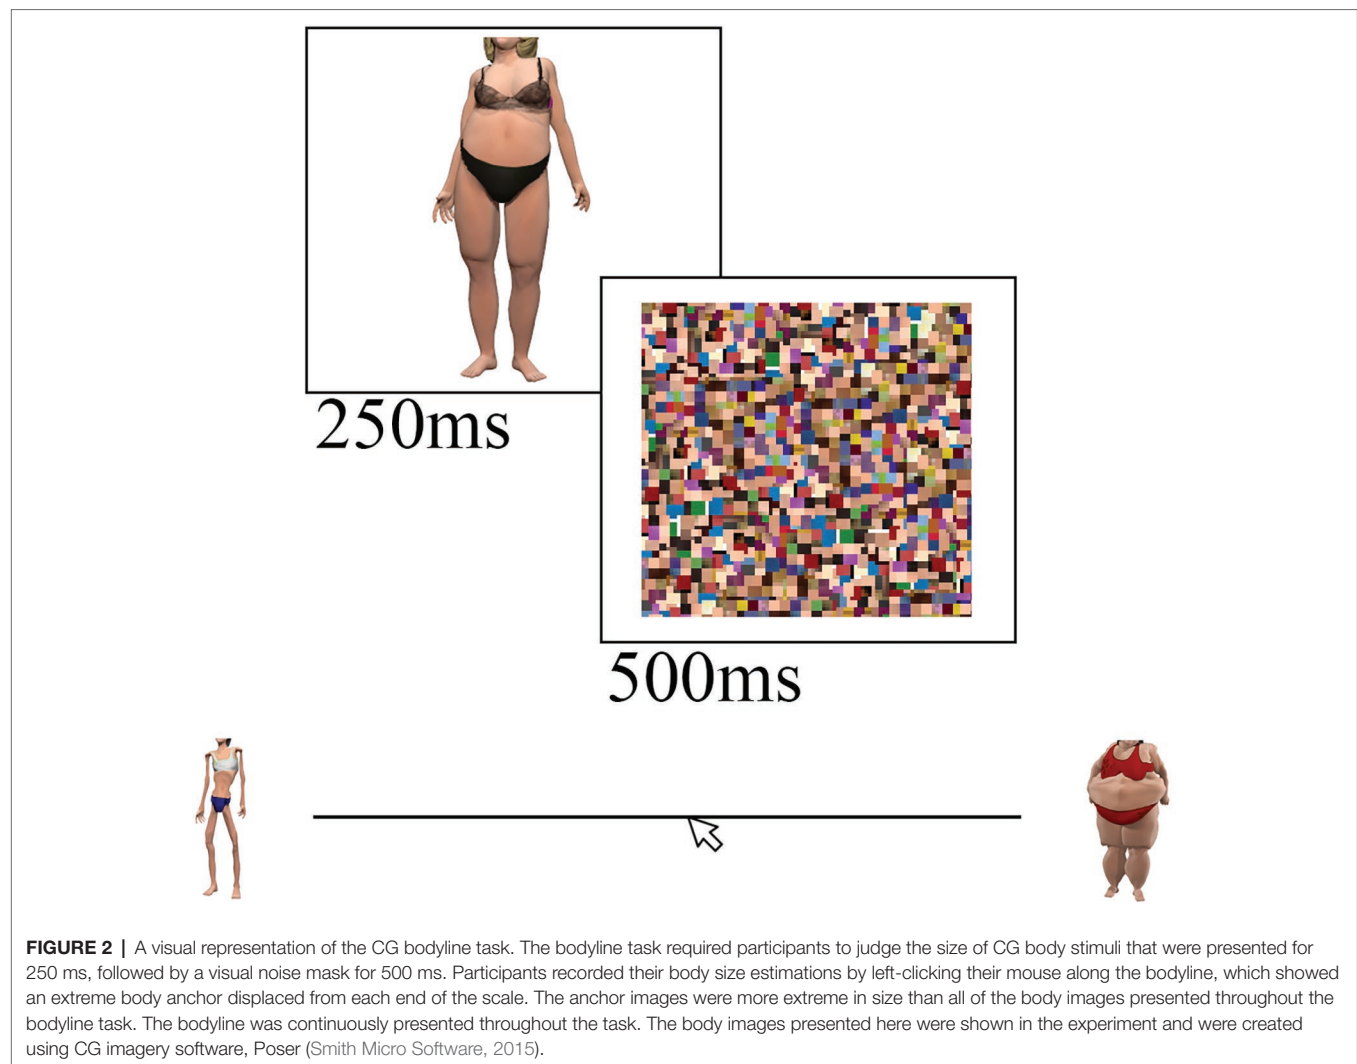 250ms
500ms
FIGURE 2 | A visual representation of the CG bodyline task. The bodyline task required participants to judge the size of CG body stimuli that were presented for
250 ms, followed by a visual noise mask for 500 ms. Participants recorded their body size estimations by left-clicking their mouse along the bodyline, which showed
an extreme body anchor displaced from each end of the scale. The anchor images were more extreme in size than all of the body images presented throughout the
bodyline task. The bodyline was continuously presented throughout the task. The body images presented here were shown in the experiment and were created
using CG imagery software, Poser (Smith Micro Software, 2015).